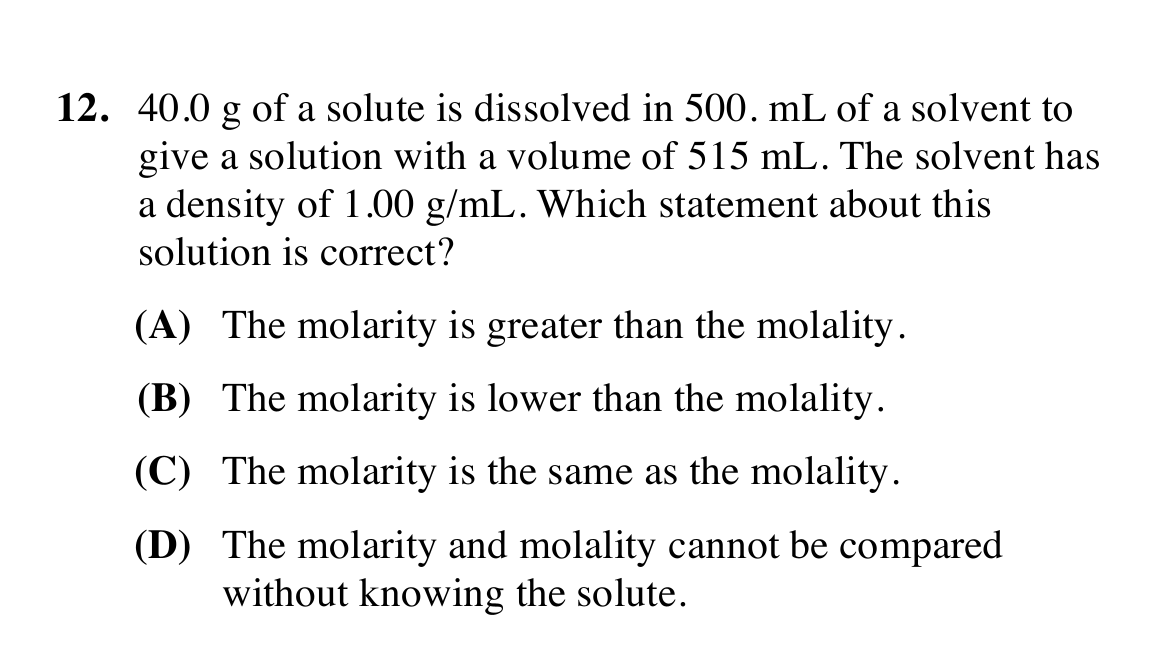 12. 40.0 g of a solute is dissolved in 500. mL of a solvent to
give a solution with a volume of 515 mL. The solvent has
a density of 1.00 g/mL. Which statement about this
solution is correct?
(A) The molarity is greater than the molality.
(B) The molarity is lower than the molality.
(C) The molarity is the same as the molality.
(D) The molarity and molality cannot be compared
without knowing the solute.